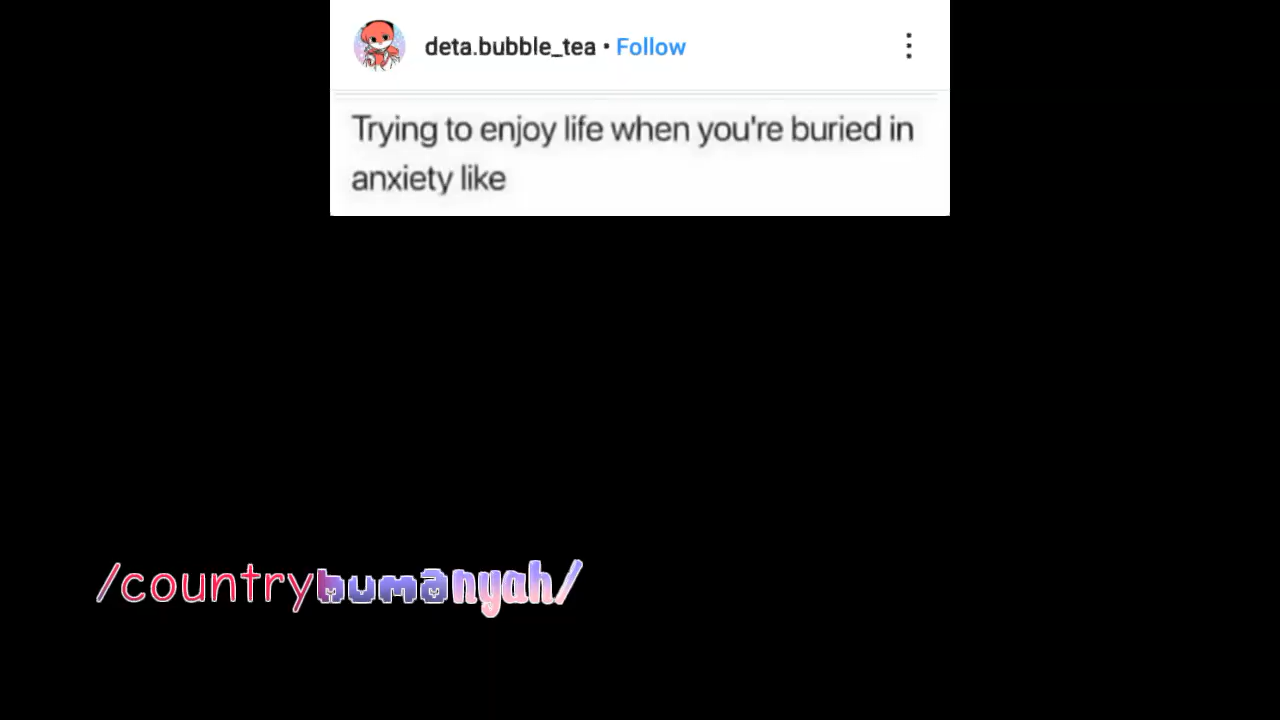 deta.bubble_tea • Follow
Trying to enjoy life when you're buried in
anxiety like
/countryhumanyah/